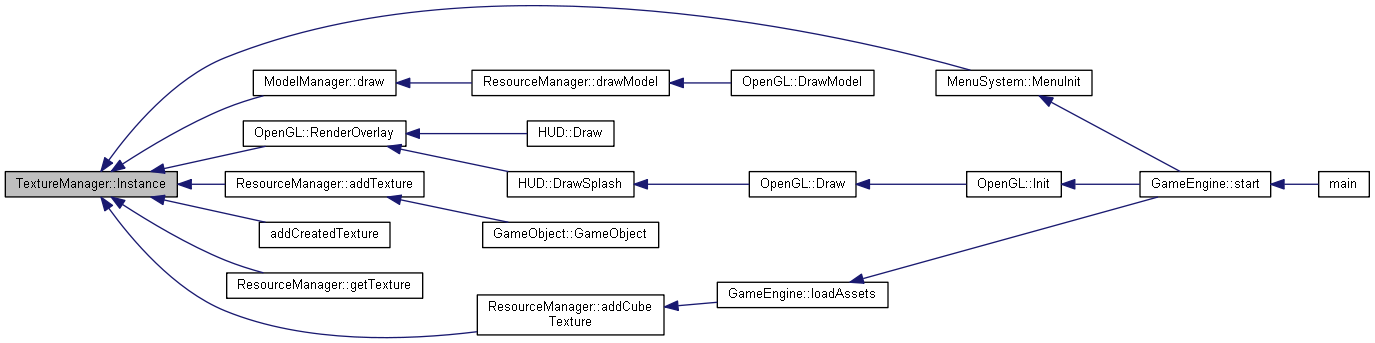 ModelManager::draw
ResourceManager::drawModel
OpenGL::DrawModel
MenuSystem::MenuInit
OpenGL::RenderOverlay
HUD::Draw
TextureManager::Instance
ResourceManager::addTexture
HUD::DrawSplash
OpenGL::Draw
OpenGL::Init
GameEngine::start
main
addCreatedTexture
GameObject::GameObject
ResourceManager::getTexture
GameEngine::loadAssets
ResourceManager::addCube
Texture